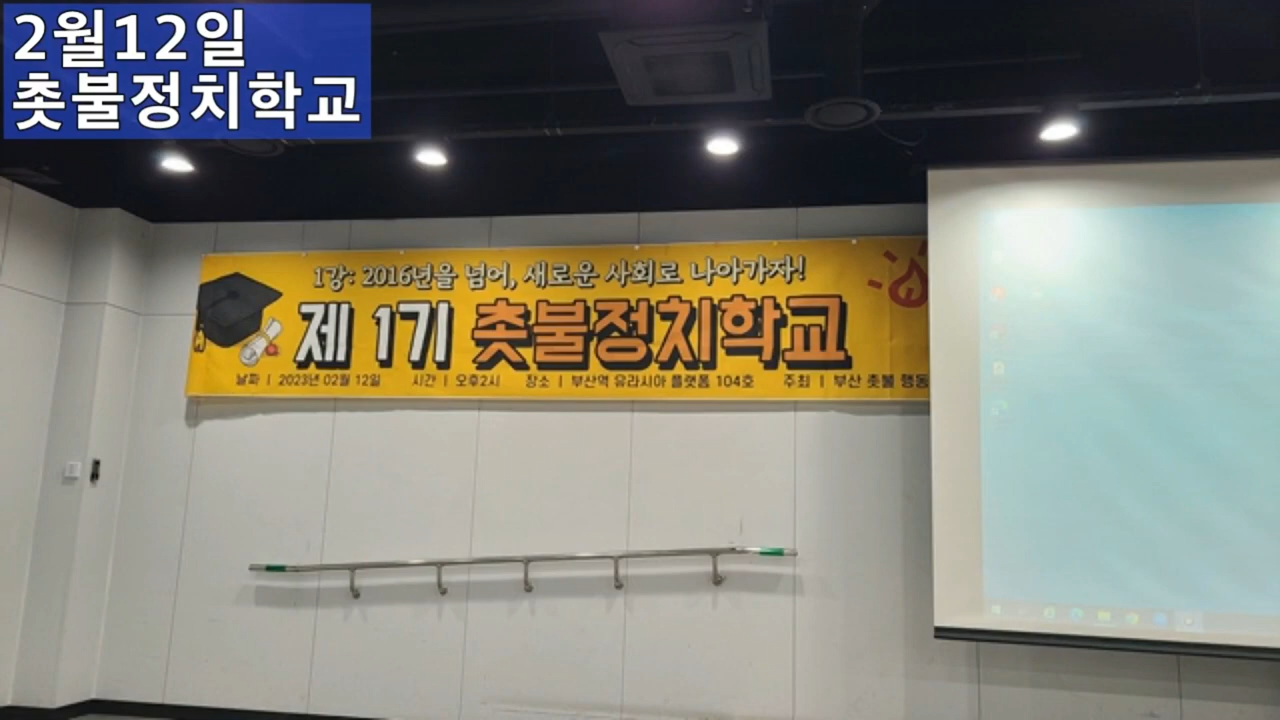 2월12일
촛불정치학교
1강: 2016년을 넘어, 새로운 사회로 나아가자!
제 1기 촛불정치학교
날짜 | 2023년 02월 12일 시간 | 오후2시 장소 | 부산역 유라시아 플랫폼 104호 주최 | 부산 촛불 행동